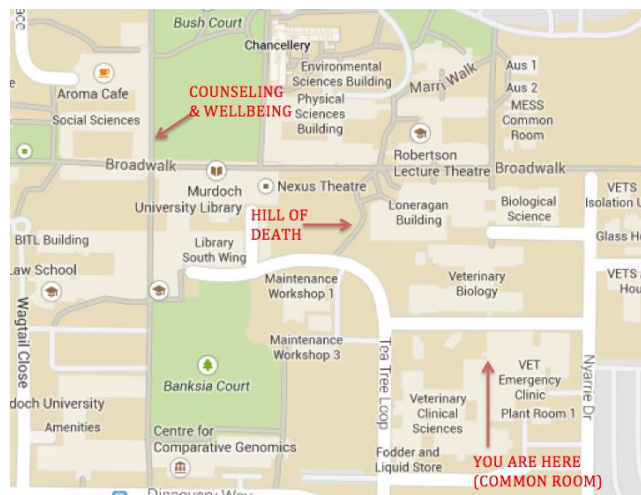 Bush Court
Chancellery
Environmental
Sciences Building
Marri Walk
Aus 1
Aus 2
MESS
Common
Room
Aroma Cafe
Social Sciences
COUNSELING
& WELLBEING
Physical
Sciences
Building
Robertson
Lecture Theatre
Broadwalk
Broadwalk
Murdoch
University Library
Nexus Theatre
Loneragan
Building
Biological
Science
VETS
Isolation U
HILL OF
DEATH
BITL Building
Library
South Wing
Glass Ho
Law School
Maintenance
Workshop 1
Veterinary
Biology
VETS
Hou
Wagtail Close
Banksia Court
Maintenance
Workshop 3
Tea Tree Loop
Nyarrie Dr
VET
Emergency
Clinic
Plant Room 1
Veterinary
Clinical
Sciences
doch University
Amenities
Centre for
Comparative Genomics
Fodder and
Liquid Store
YOU ARE HERE
(COMMON ROOM)
Discovery Way